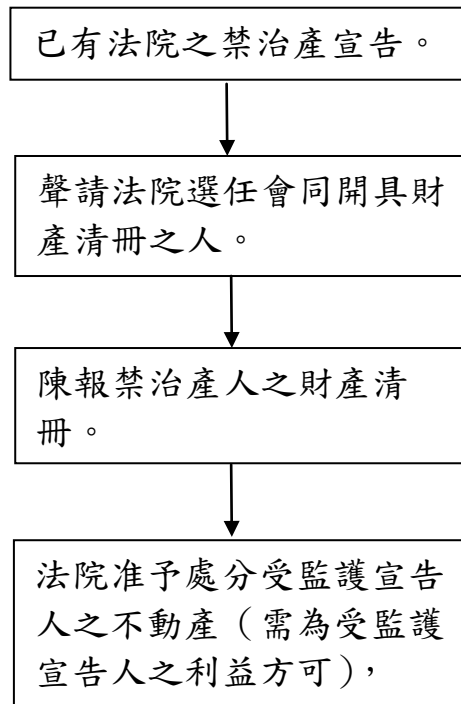 已有法院之禁治產宣告。
聲請法院選任會同開具財
產清冊之人。
陳報禁治產人之財產清
冊。
法院准予處分受監護宣告
人之不動產（需為受監護
宣告人之利益方可），